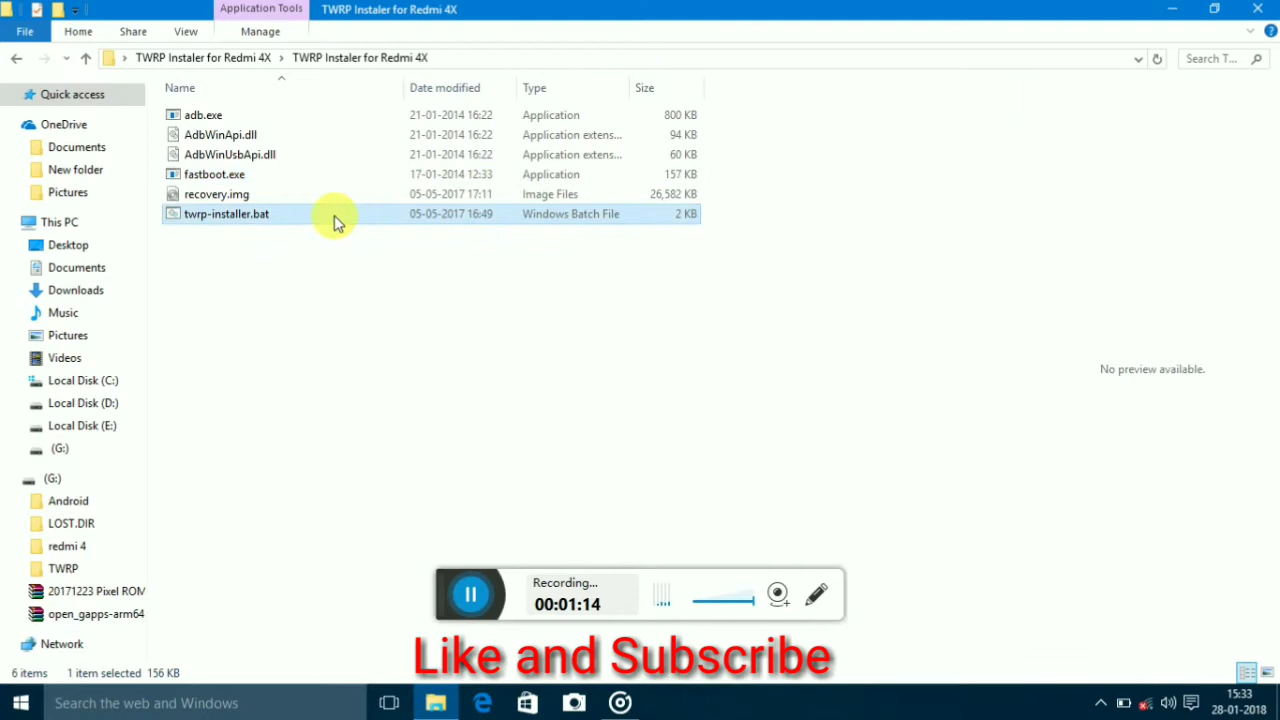 Application Tools
TWRP Instaler for Redmi 4X
File
Home
Share
View
Manage
TWRP Instaler for Redmi 4X
TWRP Instaler for Redmi 4X
Search T...
Name
Date modified
Type
Size
adb.exe
21-01-2014 16:22
Application
800 KB
AdbWinApi.dll
21-01-2014 16:22
Application extens...
94 KB
AdbWinUsbApi.dll
21-01-2014 16:22
Application extens...
60 KB
fastboot.exe
17-01-2014 12:33
Application
157 KB
recovery.img
05-05-2017 17:11
Image Files
26,582 KB
twrp-installer.bat
05-05-2017 16:49
Windows Batch File
2 KB
Quick access
OneDrive
Documents
New folder
Pictures
This PC
Desktop
Documents
Downloads
Music
Pictures
Videos
Local Disk (C:)
Local Disk (D:)
Local Disk (E:)
(G:)
(G:)
Android
LOST.DIR
redmi 4
TWRP
20171223 Pixel ROM
open_gapps-arm64
Network
No preview available.
Recording...
00:01:14
Like and Subscribe
6 items
1 item selected 156 KB
Search the web and Windows
15:33
28-01-2018